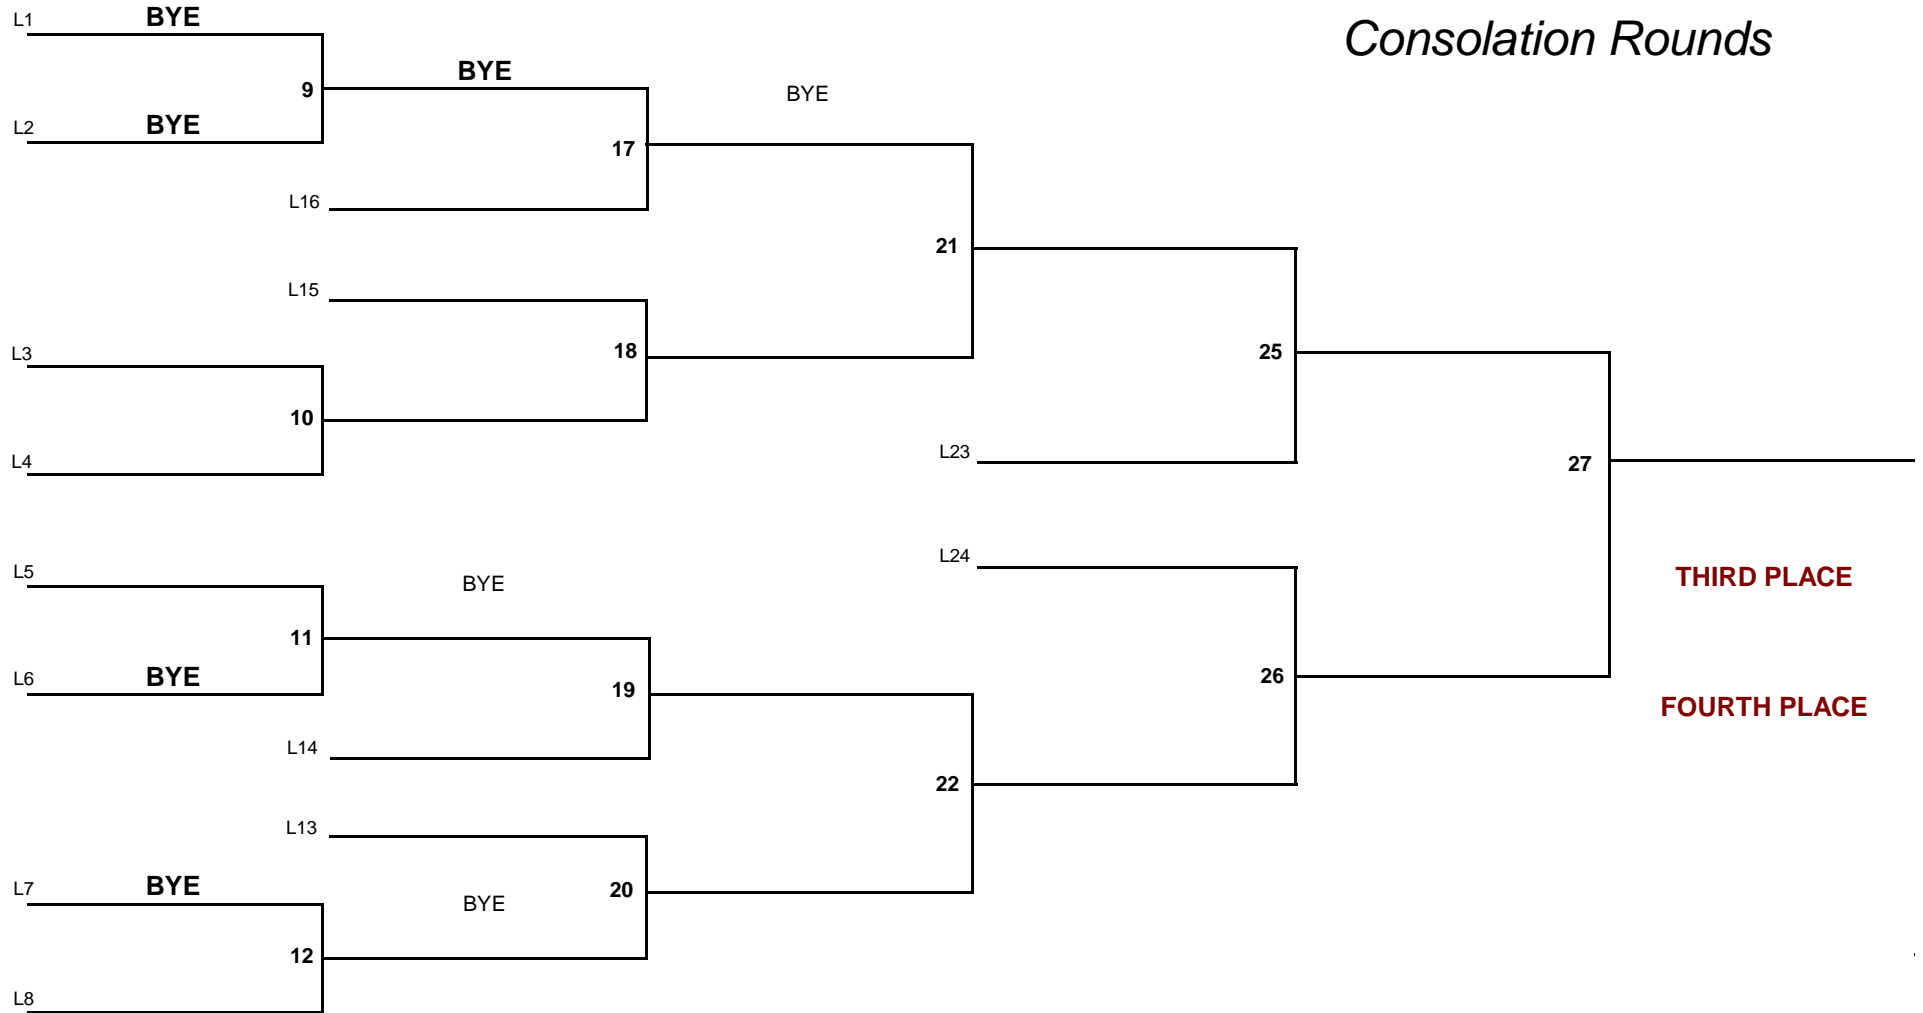 L1 BYE
Consolation Rounds
BYE
9
BYE
L2 BYE
17
L16
21
L15
L3
18
25
10
L4
L23
27
L24
L5
BYE
THIRD PLACE
11
L6 BYE
26
19
FOURTH PLACE
L14
22
L13
L7 BYE
20
BYE
12
L8